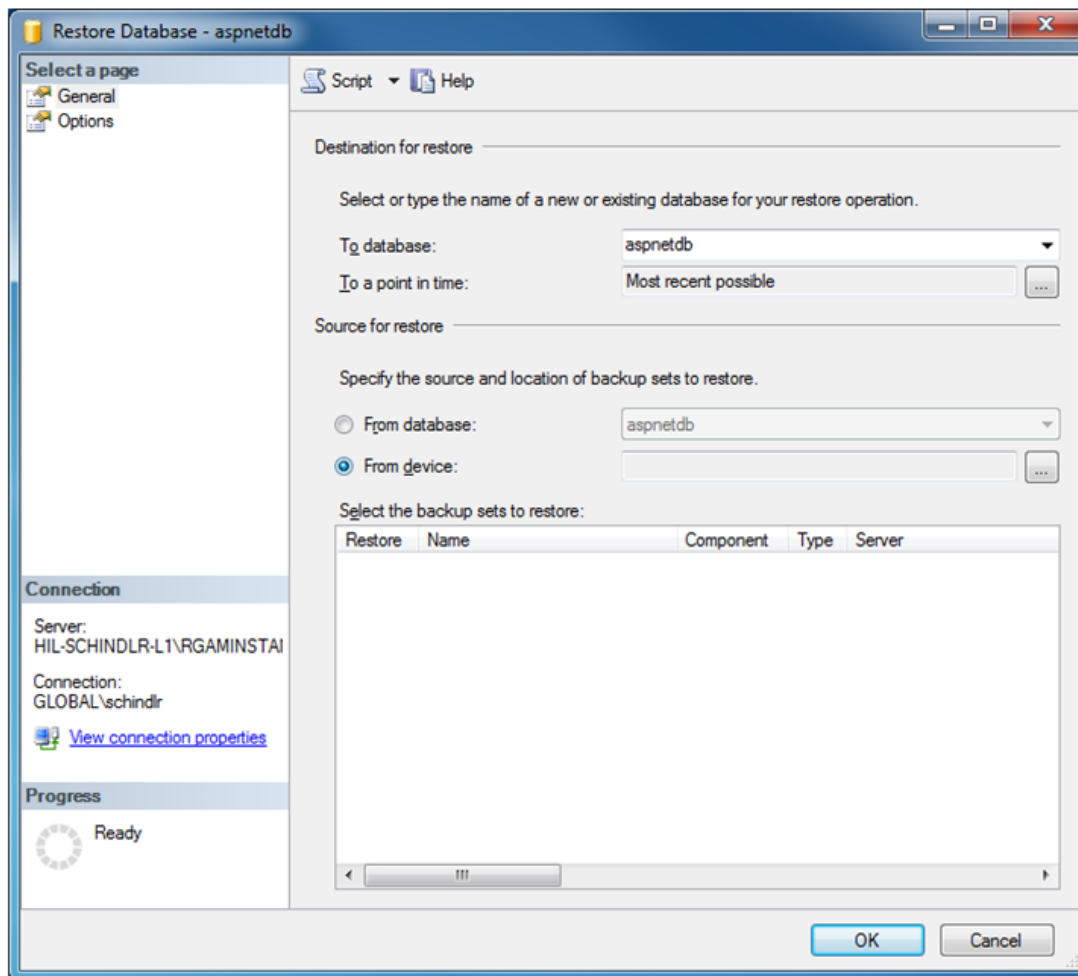 Restore Database - aspnetdb
Select a page
General
Options
Script
Help
Destination for restore
Select or type the name of a new or existing database for your restore operation.
To database:
aspnetdb
To a point in time:
Most recent possible
...
Source for restore
Specify the source and location of backup sets to restore.
From database:
aspnetdb
From device:
...
Select the backup sets to restore:
Restore Name Component Type Server
Connection
Server:
HIL-SCHINDLR-L1\RGAMINSTAI
Connection:
GLOBAL\schindlr
View connection properties
Progress
Ready
OK
Cancel